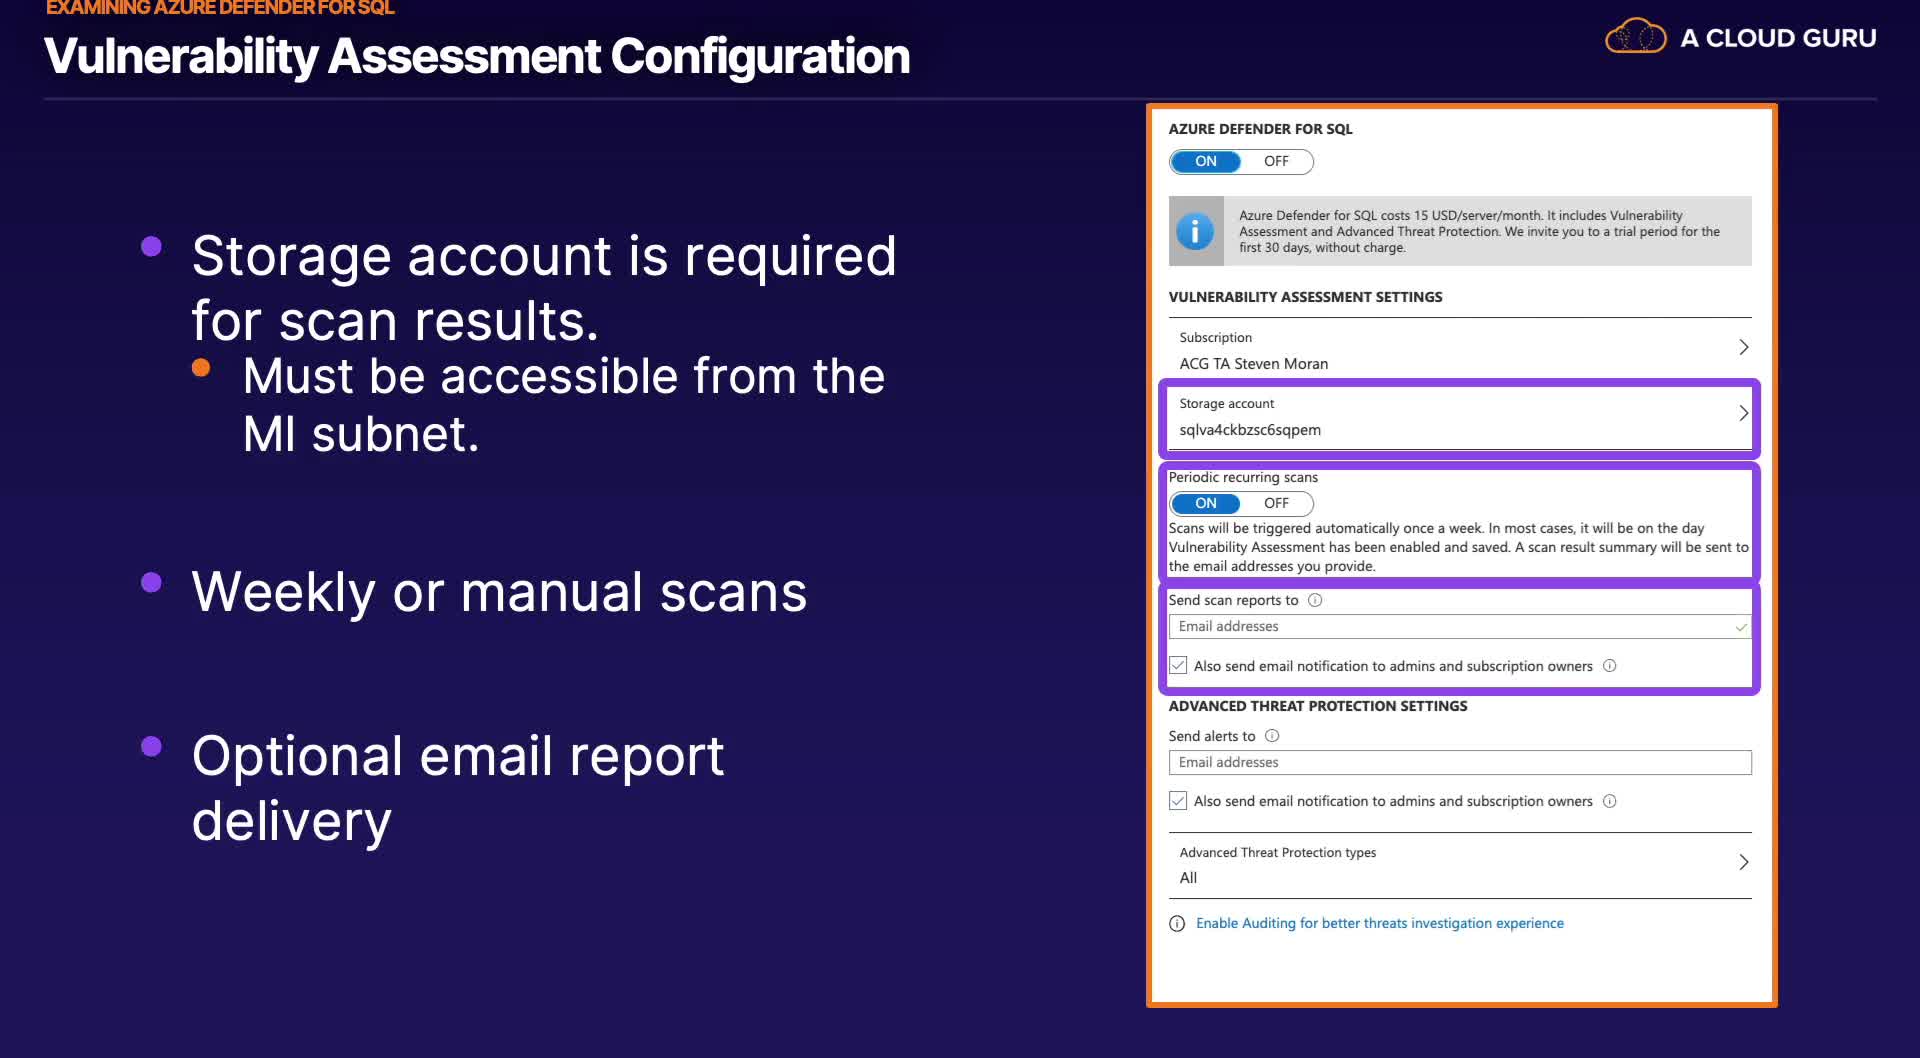 EXAMINING AZURE DEFENDER FOR SQL
Vulnerability Assessment Configuration
A CLOUD GURU
Storage account is required
for scan results.
Must be accessible from the
MI subnet.
Weekly or manual scans
Optional email report
delivery
AZURE DEFENDER FOR SQL
ON OFF
Azure Defender for SQL costs 15 USD/server/month. It includes Vulnerability
Assessment and Advanced Threat Protection. We invite you to a trial period for the
first 30 days, without charge.
VULNERABILITY ASSESSMENT SETTINGS
Subscription
ACG TA Steven Moran
Storage account
sqlva4ckbzsc6sqpem
Periodic recurring scans
ON OFF
Scans will be triggered automatically once a week. In most cases, it will be on the day
Vulnerability Assessment has been enabled and saved. A scan result summary will be sent to
the email addresses you provide.
Send scan reports to
Email addresses
Also send email notification to admins and subscription owners
ADVANCED THREAT PROTECTION SETTINGS
Send alerts to
Email addresses
Also send email notification to admins and subscription owners
Advanced Threat Protection types
All
Enable Auditing for better threats investigation experience